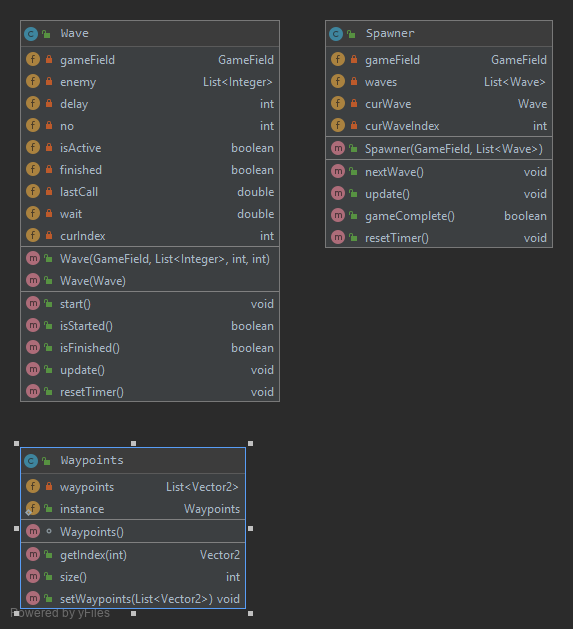 Wave
gameField GameField
enemy List<Integer>
delay int
no int
isActive boolean
finished boolean
lastCall double
wait double
curIndex int
Wave(GameField, List<Integer>, int, int)
Wave(Wave)
start() void
isStarted() boolean
isFinished() boolean
update() void
resetTimer() void
Spawner
gameField GameField
waves List<Wave>
curWave Wave
curWaveIndex int
Spawner(GameField, List<Wave>)
nextWave() void
update() void
gameComplete() boolean
resetTimer() void
Waypoints
waypoints List<Vector2>
instance Waypoints
Waypoints()
getIndex(int) Vector2
size() int
setWaypoints(List<Vector2>) void
Powered by yFiles